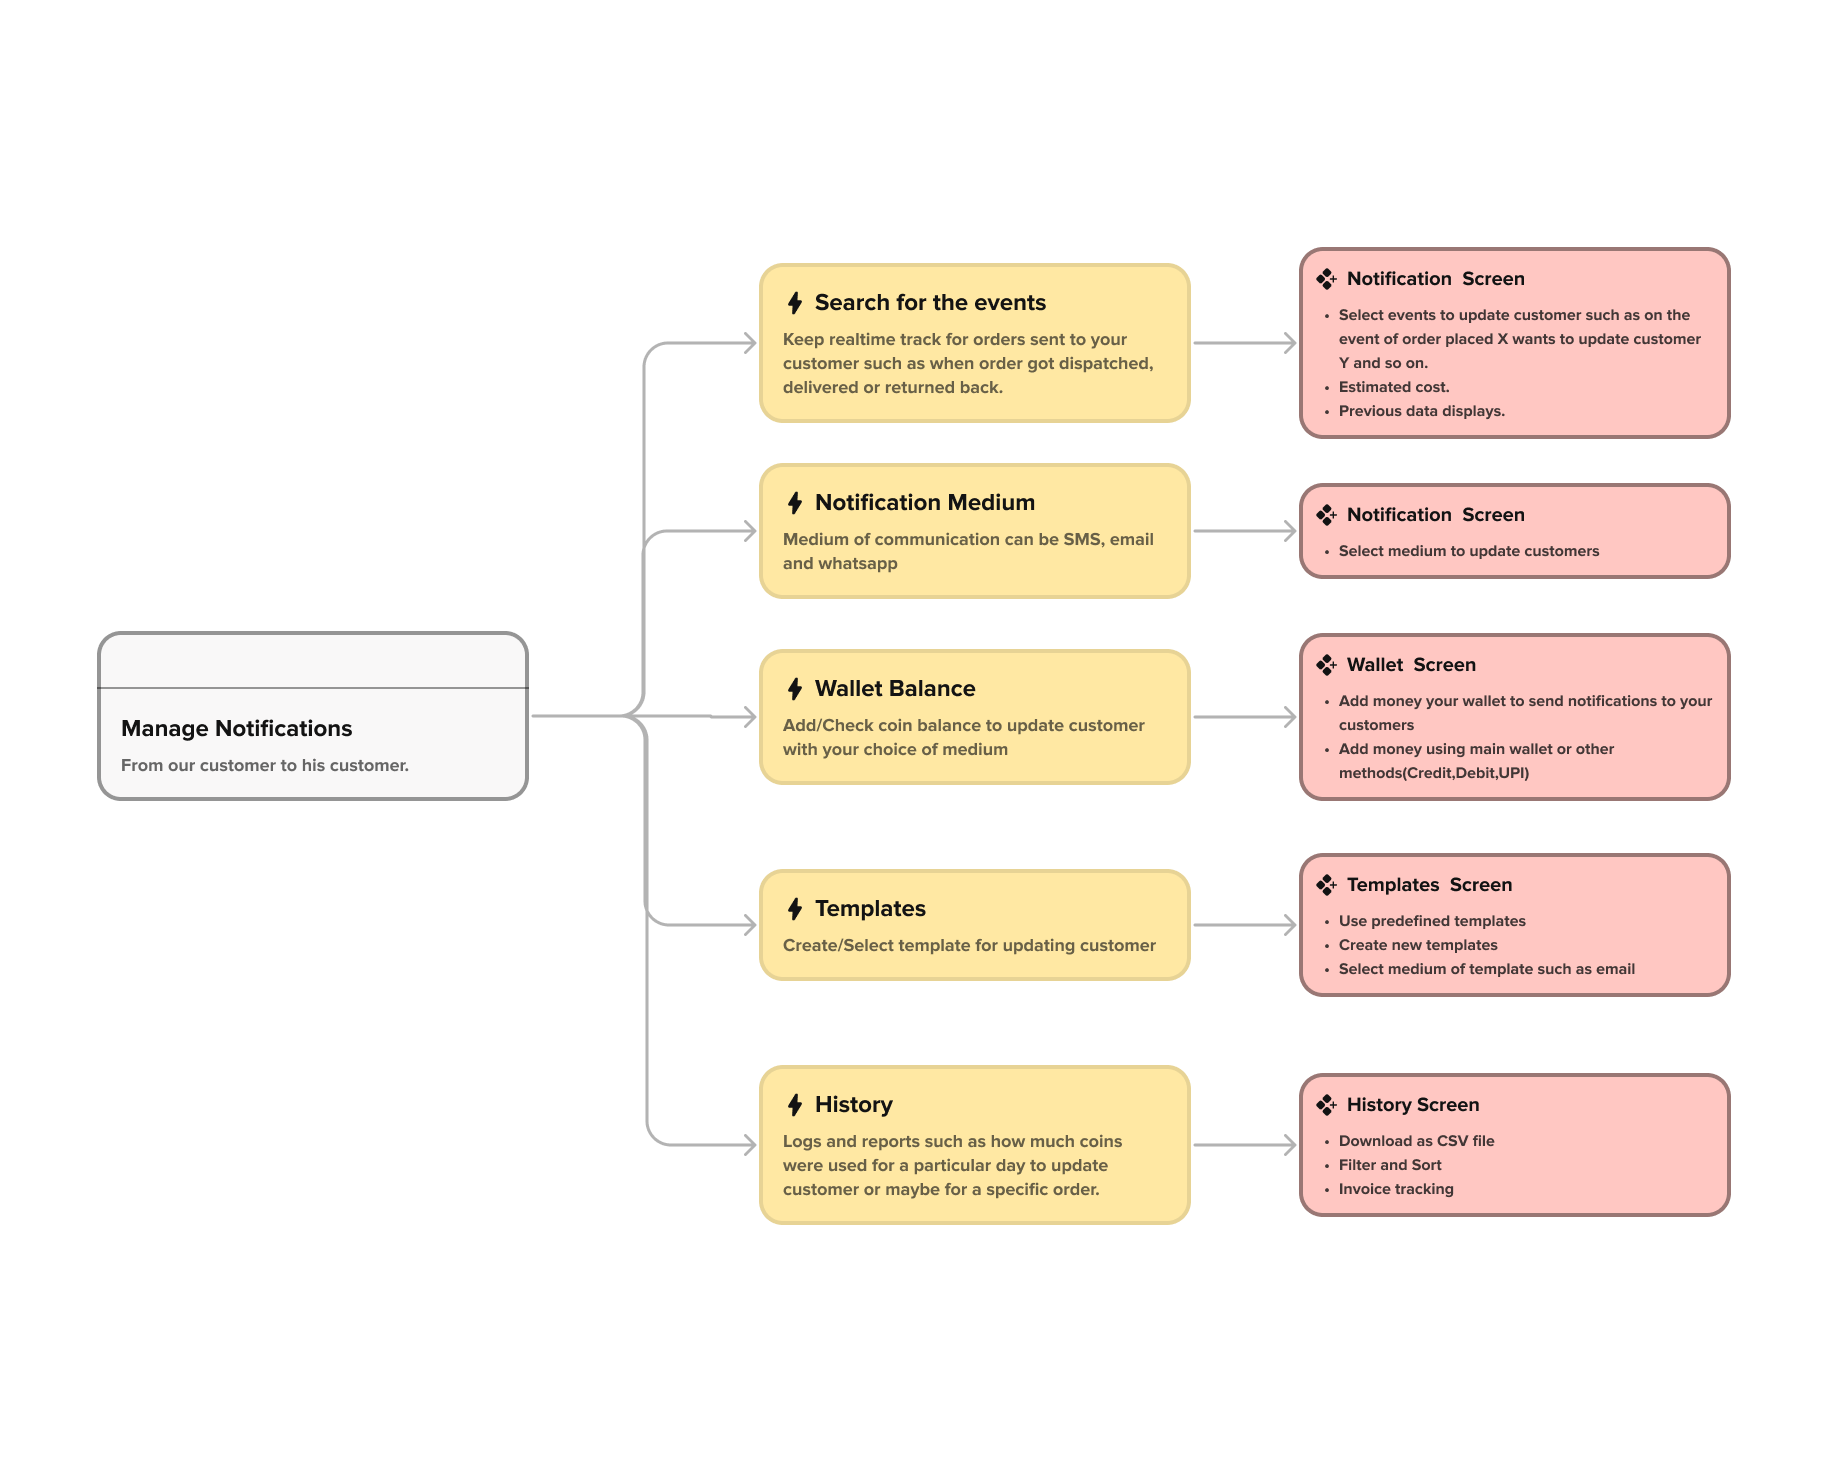 Manage Notifications
From our customer to his customer.
Search for the events
Keep realtime track for orders sent to your
customer such as when order got dispatched,
delivered or returned back.
Notification Screen
• Select events to update customer such as on the
event of order placed X wants to update customer
Y and so on.
• Estimated cost.
• Previous data displays.
Notification Medium
Medium of communication can be SMS, email
and whatsapp
Notification Screen
• Select medium to update customers
Wallet Balance
Add/Check coin balance to update customer
with your choice of medium
Wallet Screen
• Add money your wallet to send notifications to your
customers
• Add money using main wallet or other
methods(Credit,Debit,UPI)
Templates
Create/Select template for updating customer
Templates Screen
• Use predefined templates
• Create new templates
• Select medium of template such as email
History
Logs and reports such as how much coins
were used for a particular day to update
customer or maybe for a specific order.
History Screen
• Download as CSV file
• Filter and Sort
• Invoice tracking